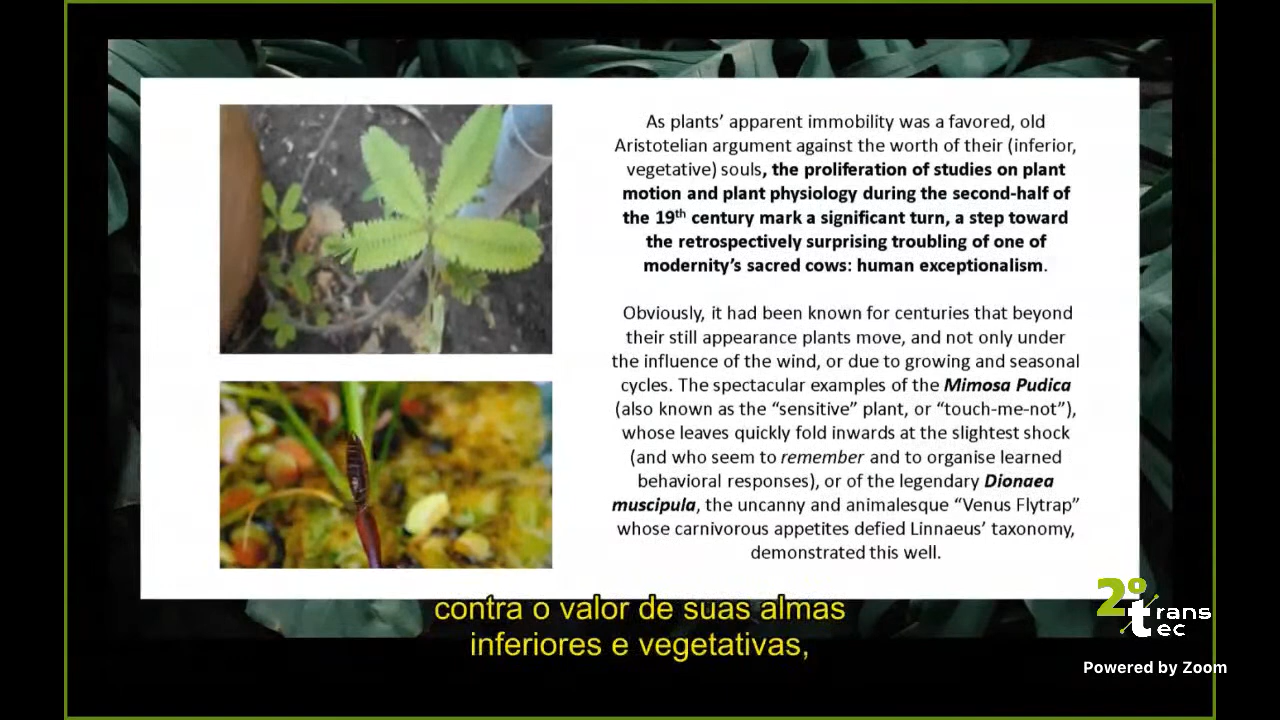 As plants’ apparent immobility was a favored, old
Aristotelian argument against the worth of their (inferior,
vegetative) souls, the proliferation of studies on plant
motion and plant physiology during the second-half of
the 19th century mark a significant turn, a step toward
the retrospectively surprising troubling of one of
modernity’s sacred cows: human exceptionalism.
Obviously, it had been known for centuries that beyond
their still appearance plants move, and not only under
the influence of the wind, or due to growing and seasonal
cycles. The spectacular examples of the Mimosa Pudica
(also known as the “sensitive” plant, or “touch-me-not”),
whose leaves quickly fold inwards at the slightest shock
(and who seem to remember and to organise learned
behavioral responses), or of the legendary Dionaea
muscipula, the uncanny and animalesque “Venus Flytrap”
whose carnivorous appetites defied Linnaeus’ taxonomy,
demonstrated this well.
contra o valor de suas almas
inferiores e vegetativas,
2º
trans
tec
Powered by Zoom